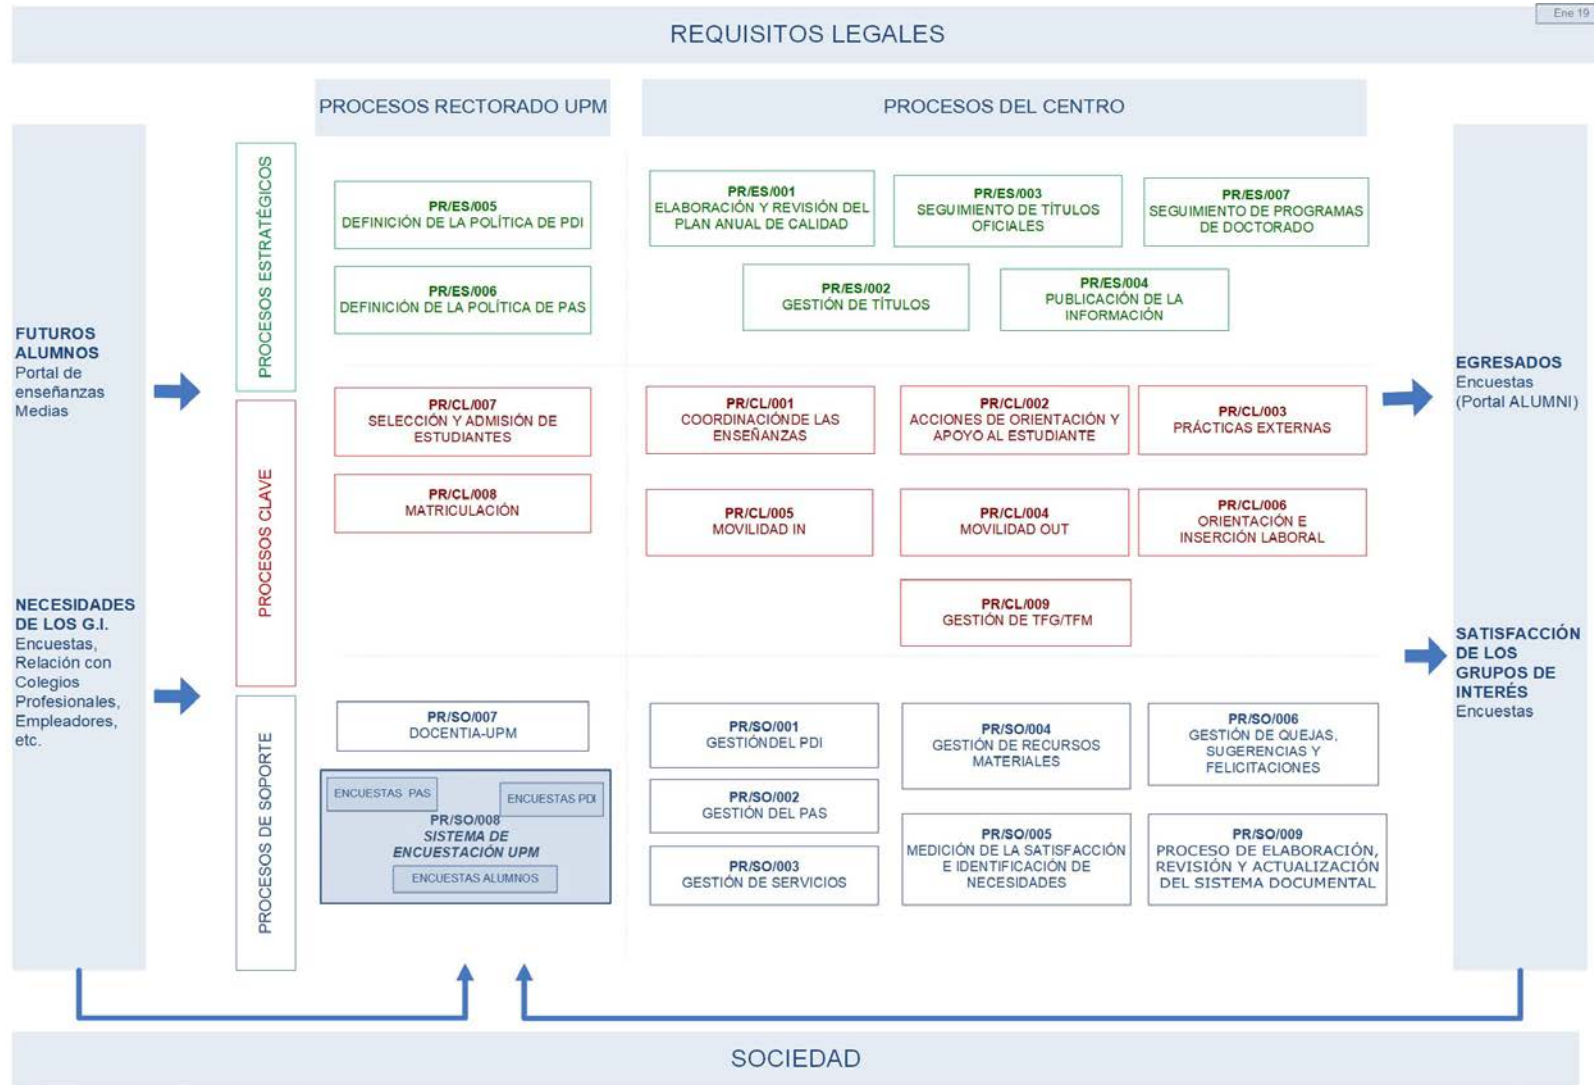 Ene 19
REQUISITOS LEGALES
PROCESOS RECTORADO UPM
PROCESOS DEL CENTRO
FUTUROS
ALUMNOS
Portal de
enseñanzas
Medias
NECESIDADES
DE LOS G.I.
Encuestas,
Relación con
Colegios
Profesionales,
Empleadores,
etc.
PROCESOS ESTRATÉGICOS
PR/ES/005
DEFINICIÓN DE LA POLÍTICA DE PDI
PR/ES/006
DEFINICIÓN DE LA POLÍTICA DE PAS
PR/ES/001
ELABORACIÓN Y REVISIÓN DEL
PLAN ANUAL DE CALIDAD
PR/ES/003
SEGUIMIENTO DE TÍTULOS
OFICIALES
PR/ES/007
SEGUIMIENTO DE PROGRAMAS
DE DOCTORADO
PR/ES/002
GESTIÓN DE TÍTULOS
PR/ES/004
PUBLICACIÓN DE LA
INFORMACIÓN
PROCESOS CLAVE
PR/CL/007
SELECCIÓN Y ADMISIÓN DE
ESTUDIANTES
PR/CL/008
MATRICULACIÓN
PR/CL/001
COORDINACIÓNDE LAS
ENSEÑANZAS
PR/CL/002
ACCIONES DE ORIENTACIÓN Y
APOYO AL ESTUDIANTE
PR/CL/003
PRÁCTICAS EXTERNAS
PR/CL/005
MOVILIDAD IN
PR/CL/004
MOVILIDAD OUT
PR/CL/006
ORIENTACIÓN E
INSERCIÓN LABORAL
PR/CL/009
GESTIÓN DE TFG/TFM
PROCESOS DE SOPORTE
PR/SO/007
DOCENTIA-UPM
ENCUESTAS PAS
ENCUESTAS PDI
PR/SO/008
SISTEMA DE
ENCUESTACIÓN UPM
ENCUESTAS ALUMNOS
PR/SO/001
GESTIÓNDEL PDI
PR/SO/002
GESTIÓN DEL PAS
PR/SO/003
GESTIÓN DE SERVICIOS
PR/SO/004
GESTIÓN DE RECURSOS
MATERIALES
PR/SO/005
MEDICIÓN DE LA SATISFACCIÓN
E IDENTIFICACIÓN DE
NECESIDADES
PR/SO/006
GESTIÓN DE QUEJAS,
SUGERENCIAS Y
FELICITACIONES
PR/SO/009
PROCESO DE ELABORACIÓN,
REVISIÓN Y ACTUALIZACIÓN
DEL SISTEMA DOCUMENTAL
EGRESADOS
Encuestas
(Portal ALUMNI)
SATISFACCIÓN
DE LOS
GRUPOS DE
INTERÉS
Encuestas
SOCIEDAD